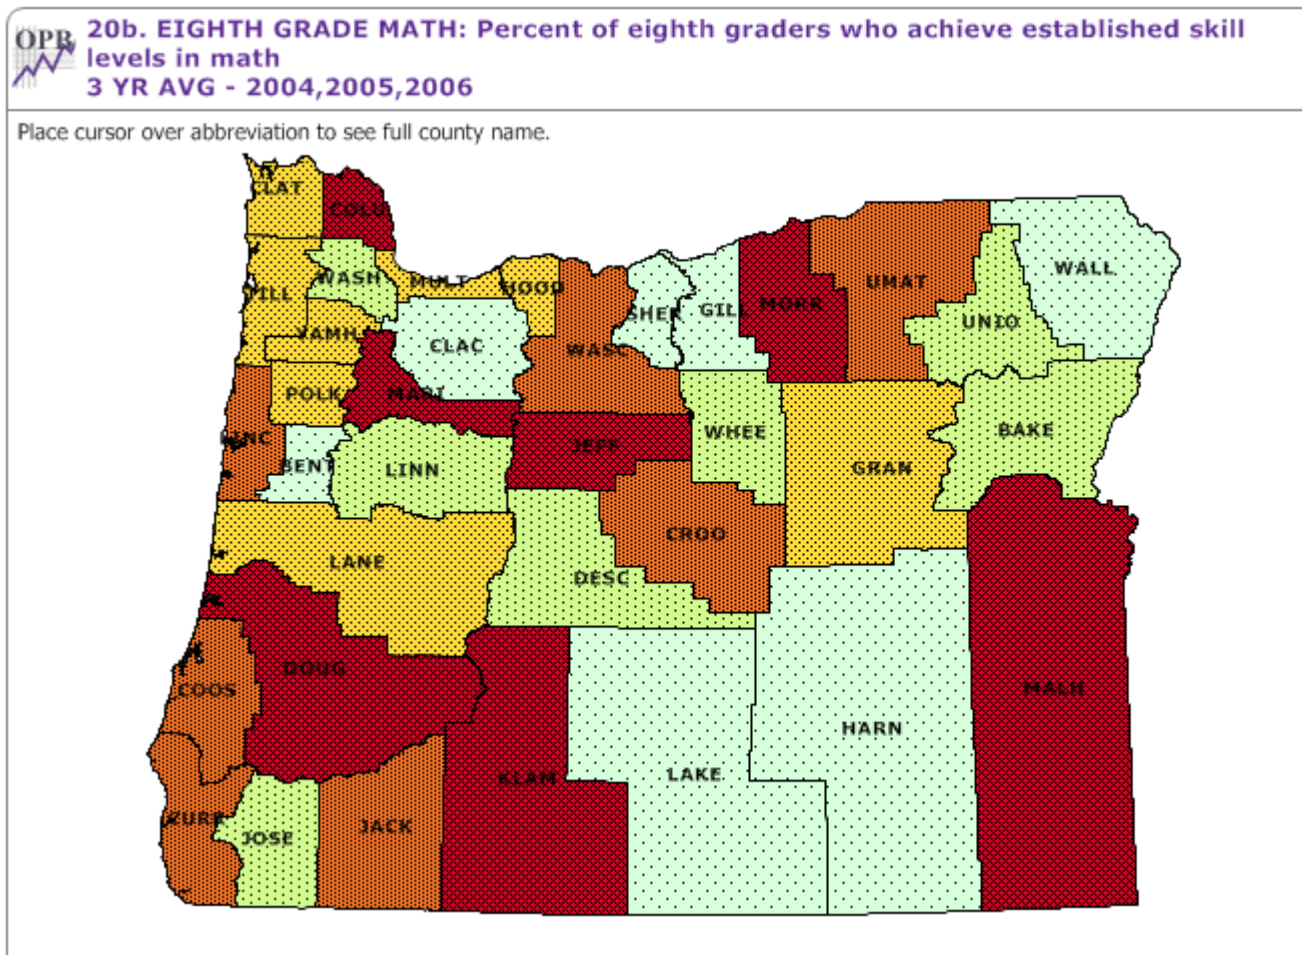 OPB
20b. EIGHTH GRADE MATH: Percent of eighth graders who achieve established skill
levels in math
3 YR AVG - 2004,2005,2006
Place cursor over abbreviation to see full county name.
CLAT
COLU
WALL
WASH
MULT
HOOD
UMAT
TILL
SHER
GILL
MORR
UNIO
YAMH
CLAC
WASC
POLK
MARI
LINC
JEFF
WHEE
BAKE
BENT
LINN
GRAN
CROO
LANE
DESC
DOUG
COOS
MALH
HARN
KLAM
LAKE
CURR
JACK
JOSE